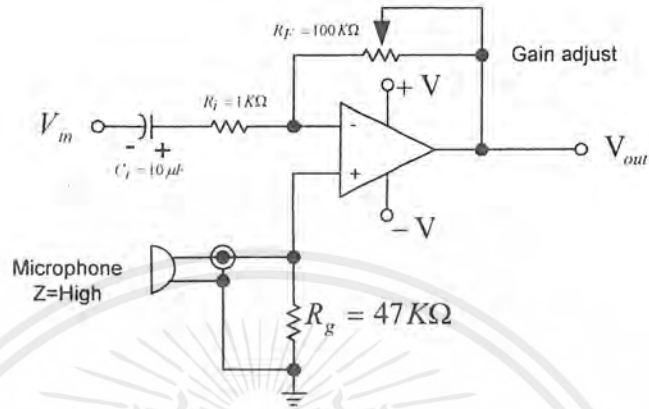 R_F = 100 KΩ
Gain adjust
+ V
R_i = 1 KΩ
V_in
-
+
C_i = 10 μF
-
+
V_out
− V
Microphone
Z=High
R_g = 47 KΩ